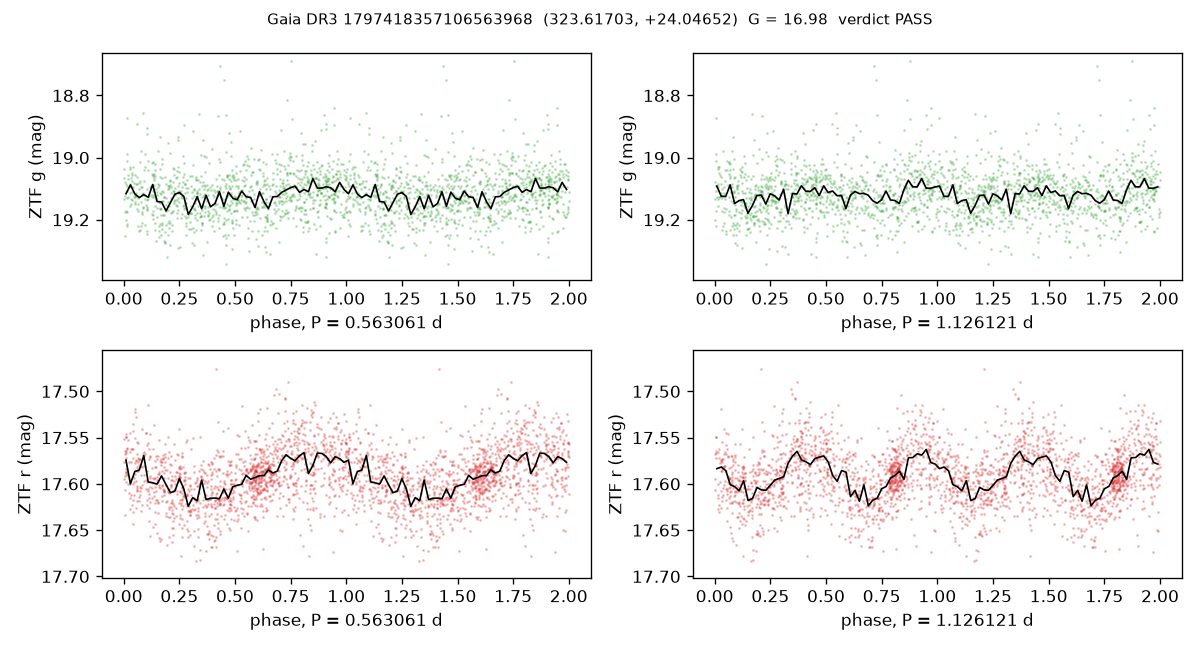 Gaia DR3 1797418357106563968 (323.61703, +24.04652) G = 16.98 verdict PASS
ZTF g (mag)
18.8
19.0
19.2
0.00 0.25 0.50 0.75 1.00 1.25 1.50 1.75 2.00
phase, P = 0.563061 d
ZTF g (mag)
18.8
19.0
19.2
0.00 0.25 0.50 0.75 1.00 1.25 1.50 1.75 2.00
phase, P = 1.126121 d
ZTF r (mag)
17.50
17.55
17.60
17.65
17.70
0.00 0.25 0.50 0.75 1.00 1.25 1.50 1.75 2.00
phase, P = 0.563061 d
ZTF r (mag)
17.50
17.55
17.60
17.65
17.70
0.00 0.25 0.50 0.75 1.00 1.25 1.50 1.75 2.00
phase, P = 1.126121 d